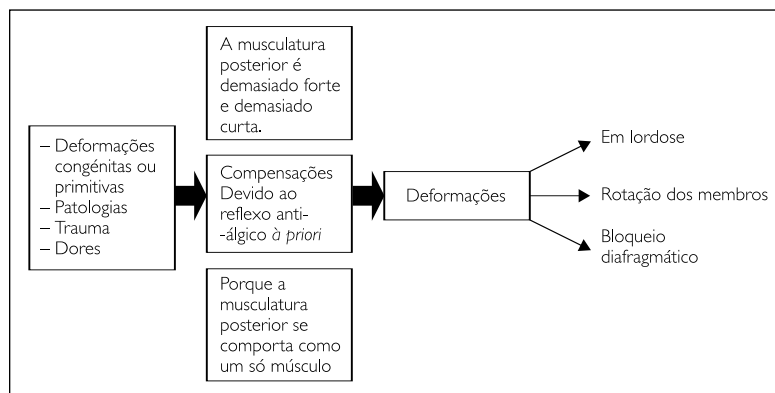 – Deformações
congénitas ou
primitivas
– Patologias
– Trauma
– Dores
A musculatura
posterior é
demasiado forte
e demasiado
curta.
Compensações
Devido ao
reflexo anti-
-álgico à priori
Porque a
musculatura
posterior se
comporta como
um só músculo
Deformações
Em lordose
Rotação dos membros
Bloqueio
diafragmático